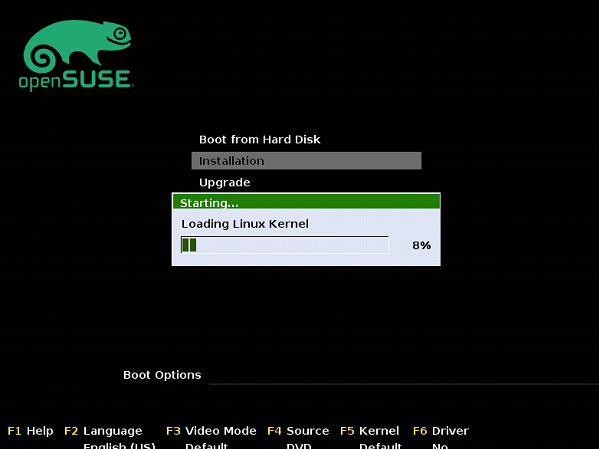 openSUSE
Boot from Hard Disk
Installation
Upgrade
Starting...
Loading Linux Kernel
8%
Boot Options
F1 Help F2 Language F3 Video Mode F4 Source F5 Kernel F6 Driver
English (US) Default DVD Default No